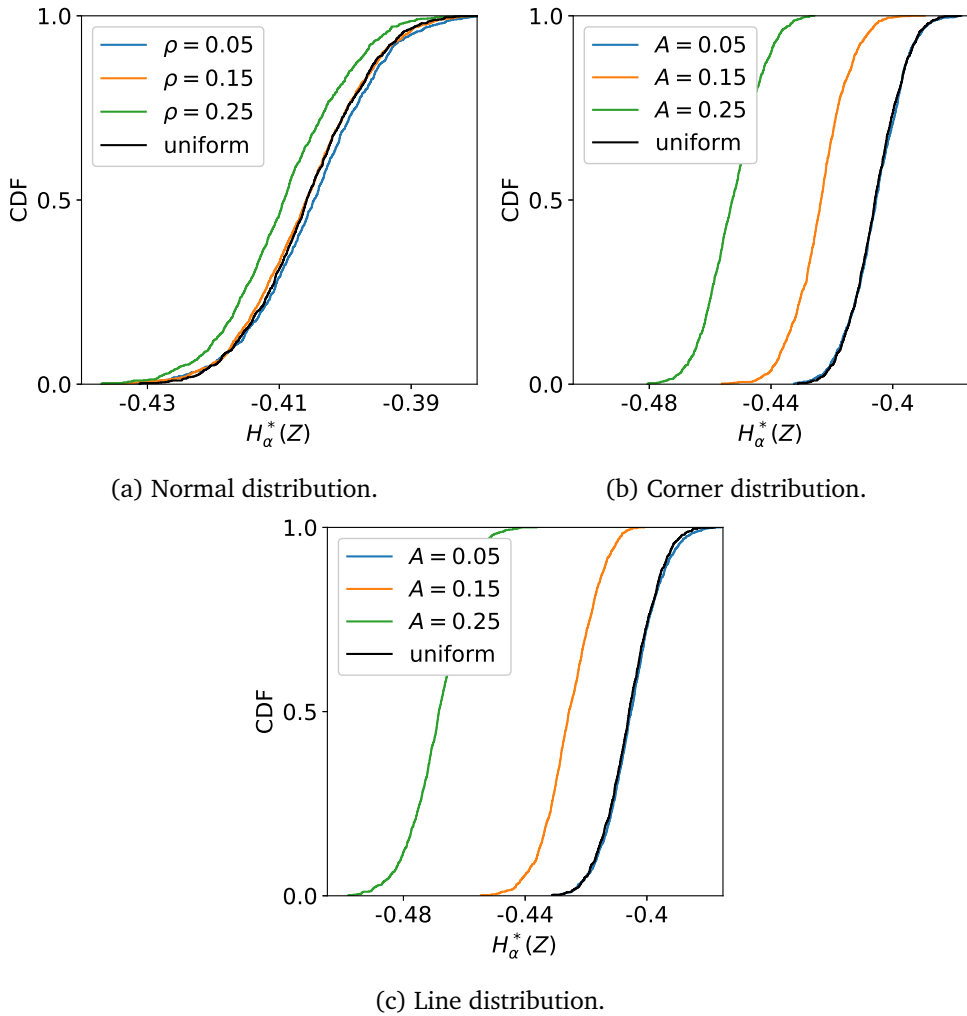 1.0
ρ = 0.05
ρ = 0.15
ρ = 0.25
uniform
CDF
0.5
0.0
-0.43
-0.41
-0.39
H*α(Z)
(a) Normal distribution.
1.0
A = 0.05
A = 0.15
A = 0.25
uniform
CDF
0.5
0.0
-0.48
-0.44
-0.4
H*α(Z)
(b) Corner distribution.
1.0
A = 0.05
A = 0.15
A = 0.25
uniform
CDF
0.5
0.0
-0.48
-0.44
-0.4
H*α(Z)
(c) Line distribution.